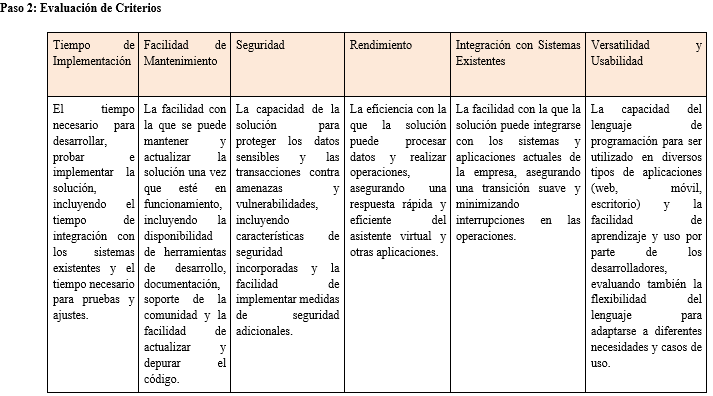 Paso 2: Evaluación de Criterios
Tiempo de
Implementación
Facilidad de
Mantenimiento
Seguridad
Rendimiento
Integración con Sistemas
Existentes
Versatilidad y
Usabilidad
El tiempo
necesario para
desarrollar,
probar e
implementar la
solución,
incluyendo el
tiempo de
integración con
los sistemas
existentes y el
tiempo necesario
para pruebas y
ajustes.
La facilidad con
la que se puede
mantener y
actualizar la
solución una vez
que esté en
funcionamiento,
incluyendo la
disponibilidad
de herramientas
de desarrollo,
documentación,
soporte de la
comunidad y la
facilidad de
actualizar y
depurar el
código.
La capacidad de la
solución para
proteger los datos
sensibles y las
transacciones contra
amenazas y
vulnerabilidades,
incluyendo
características de
seguridad
incorporadas y la
facilidad de
implementar medidas
de seguridad
adicionales.
La eficiencia con la
que la solución
puede procesar
datos y realizar
operaciones,
asegurando una
respuesta rápida y
eficiente del
asistente virtual y
otras aplicaciones.
La facilidad con la que la
solución puede integrarse
con los sistemas y
aplicaciones actuales de
la empresa, asegurando
una transición suave y
minimizando
interrupciones en las
operaciones.
La capacidad del
lenguaje de
programación para ser
utilizado en diversos
tipos de aplicaciones
(web, móvil,
escritorio) y la
facilidad de
aprendizaje y uso por
parte de los
desarrolladores,
evaluando también la
flexibilidad del
lenguaje para
adaptarse a diferentes
necesidades y casos de
uso.